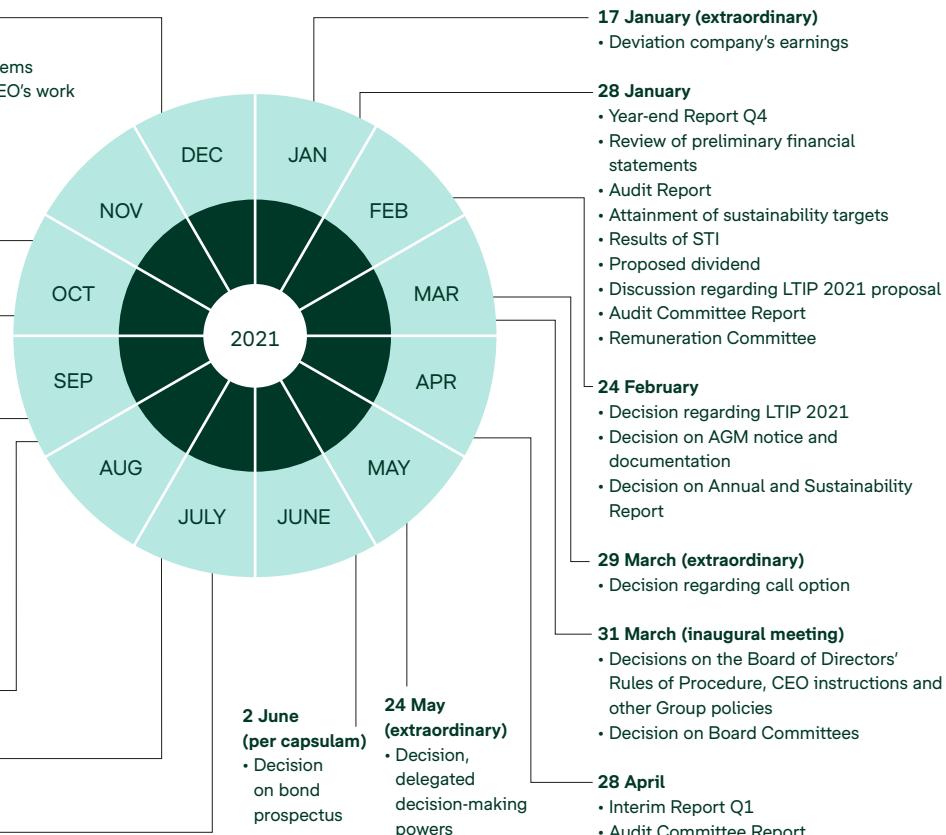 17 January (extraordinary)
• Deviation company's earnings
EO's work
28 January
• Year-end Report Q4
• Review of preliminary financial
statements
• Audit Report
• Attainment of sustainability targets
• Results of STI
• Proposed dividend
• Discussion regarding LTIP 2021 proposal
• Audit Committee Report
• Remuneration Committee
24 February
• Decision regarding LTIP 2021
• Decision on AGM notice and
documentation
• Decision on Annual and Sustainability
Report
29 March (extraordinary)
• Decision regarding call option
31 March (inaugural meeting)
• Decisions on the Board of Directors'
Rules of Procedure, CEO instructions and
other Group policies
• Decision on Board Committees
28 April
• Interim Report Q1
• Audit Committee Report
24 May
(extraordinary)
• Decision,
delegated
decision-making
powers
2 June
(per capsulam)
• Decision
on bond
prospectus
JAN
FEB
MAR
APR
MAY
JUNE
JULY
AUG
SEP
OCT
NOV
DEC
2021